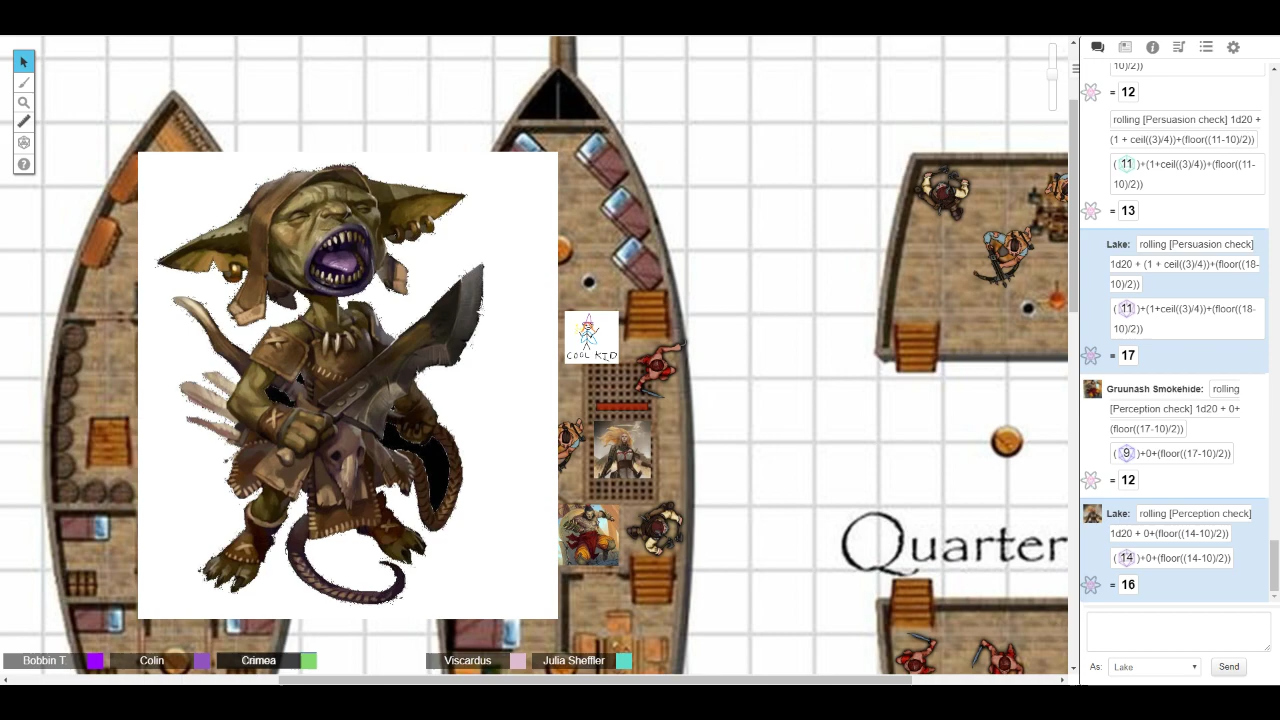 COOL KID
Quarter
Bobbin T
Colin
Crimea
Viscardus
Julia Sheffler
10)/2))
= 12
rolling [Persuasion check] 1d20 +
(1 + ceil((3)/4))+(floor((11-10)/2))
(11)+(1+ceil((3)/4))+(floor((11-
10)/2))
= 13
Lake: rolling [Persuasion check]
1d20 + (1 + ceil((3)/4))+(floor((18-
10)/2))
(11)+(1+ceil((3)/4))+(floor((18-
10)/2))
= 17
Gruunash Smokehide: rolling
[Perception check] 1d20 + 0+
(floor((17-10)/2))
(9)+0+(floor((17-10)/2))
= 12
Lake: rolling [Perception check]
1d20 + 0+(floor((14-10)/2))
(14)+0+(floor((14-10)/2))
= 16
As: Lake Send